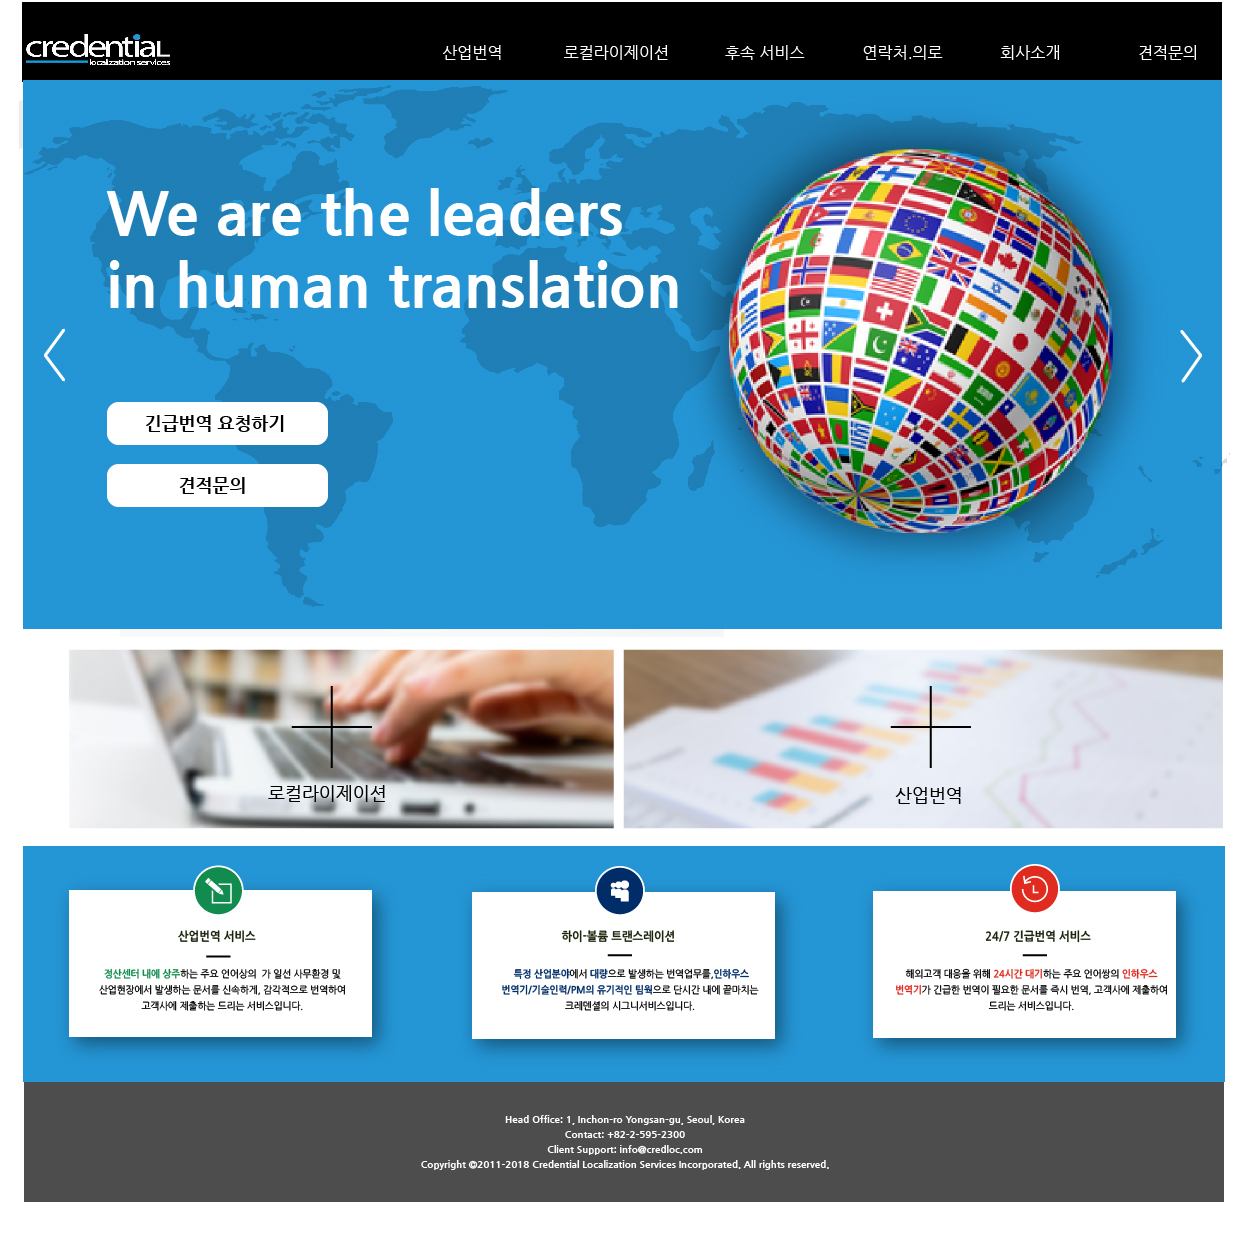 credential
localization services
산업번역 로컬라이제이션 후속 서비스 연락처.의로 회사소개 견적문의
We are the leaders
in human translation
긴급번역 요청하기
견적문의
로컬라이제이션
산업번역
산업번역 서비스
정산센터 내에 상주하는 주요 언어상의 가 일선 사무환경 및
산업현장에서 발생하는 문서를 신속하게, 감각적으로 번역하여
고객사에 제출하는 드리는 서비스입니다.
하이-볼륨 트랜스레이션
특정 산업분야에서 대량으로 발생하는 번역업무를,인하우스
번역기/기술인력/PM의 유기적인 팀웍으로 단시간 내에 끝마치는
크레덴셜의 시그니서비스입니다.
24/7 긴급번역 서비스
해외고객 대응을 위해 24시간 대기하는 주요 언어쌍의 인하우스
번역기가 긴급한 번역이 필요한 문서를 즉시 번역, 고객사에 제출하여
드리는 서비스입니다.
Head Office: 1, Inchon-ro Yongsan-gu, Seoul, Korea
Contact: +82-2-595-2300
Client Support: info@credloc.com
Copyright ©2011-2018 Credential Localization Services Incorporated. All rights reserved.